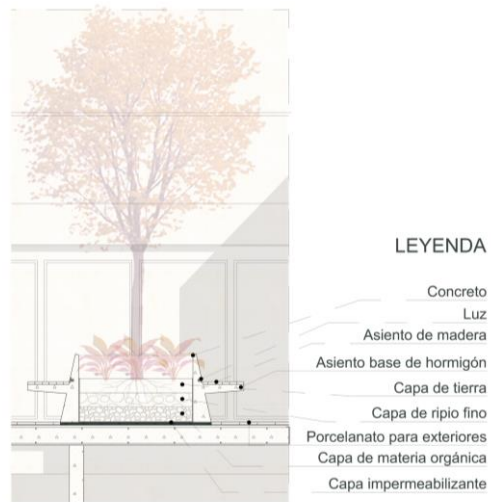 LEYENDA
Concreto
Luz
Asiento de madera
Asiento base de hormigón
Capa de tierra
Capa de ripio fino
Porcelanato para exteriores
Capa de materia orgánica
Capa impermeabilizante